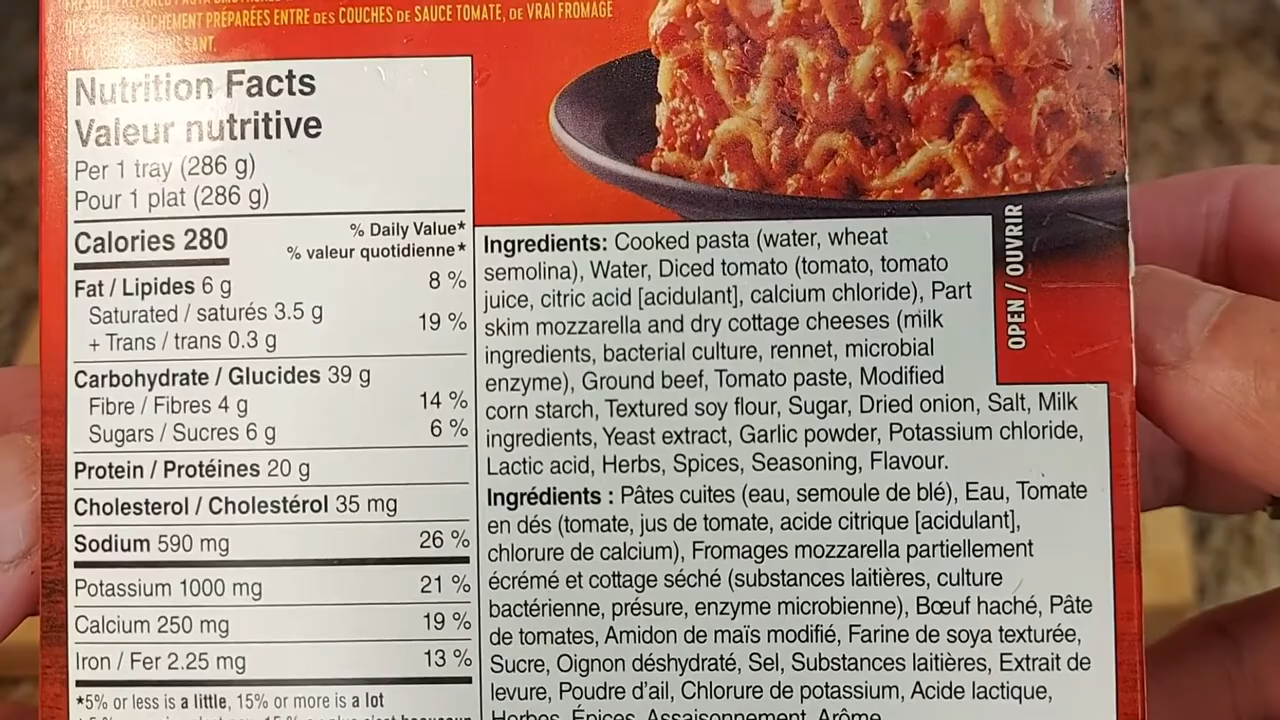 PRÉPARÉES ENTRE DES COUCHES DE SAUCE TOMATE, DE VRAI FROMAGE
Nutrition Facts
Valeur nutritive
Per 1 tray (286 g)
Pour 1 plat (286 g)
Calories 280
% Daily Value*
% valeur quotidienne*
Fat / Lipides 6 g 8 %
Saturated / saturés 3.5 g
+ Trans / trans 0.3 g 19 %
Carbohydrate / Glucides 39 g
Fibre / Fibres 4 g 14 %
Sugars / Sucres 6 g 6 %
Protein / Protéines 20 g
Cholesterol / Cholestérol 35 mg
Sodium 590 mg 26 %
Potassium 1000 mg 21 %
Calcium 250 mg 19 %
Iron / Fer 2.25 mg 13 %
*5% or less is a little, 15% or more is a lot
Ingredients: Cooked pasta (water, wheat
semolina), Water, Diced tomato (tomato, tomato
juice, citric acid [acidulant], calcium chloride), Part
skim mozzarella and dry cottage cheeses (milk
ingredients, bacterial culture, rennet, microbial
enzyme), Ground beef, Tomato paste, Modified
corn starch, Textured soy flour, Sugar, Dried onion, Salt, Milk
ingredients, Yeast extract, Garlic powder, Potassium chloride,
Lactic acid, Herbs, Spices, Seasoning, Flavour.
Ingrédients : Pâtes cuites (eau, semoule de blé), Eau, Tomate
en dés (tomate, jus de tomate, acide citrique [acidulant],
chlorure de calcium), Fromages mozzarella partiellement
écrémé et cottage séché (substances laitières, culture
bactérienne, présure, enzyme microbienne), Bœuf haché, Pâte
de tomates, Amidon de maïs modifié, Farine de soya texturée,
Sucre, Oignon déshydraté, Sel, Substances laitières, Extrait de
levure, Poudre d'ail, Chlorure de potassium, Acide lactique,
Herbes, Épices, Assaisonnement, Arôme
OPEN / OUVRIR